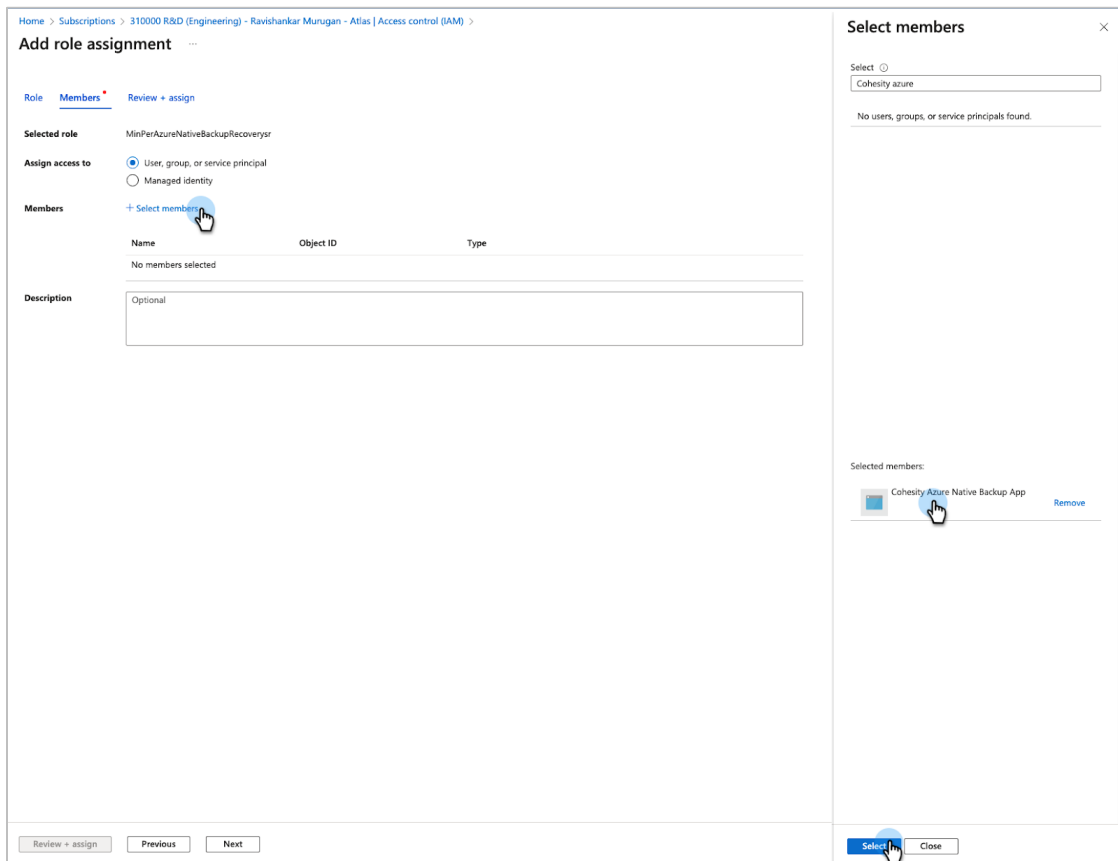 Home > Subscriptions > 310000 R&D (Engineering) - Ravishankar Murugan - Atlas | Access control (IAM) >
Add role assignment ...
Role Members Review + assign
Selected role MinPerAzureNativeBackupRecoverysr
Assign access to User, group, or service principal
Managed identity
Members + Select members
Name Object ID Type
No members selected
Description Optional
Review + assign Previous Next
Select members
Select
Cohesity azure
No users, groups, or service principals found.
Selected members:
Cohesity Azure Native Backup App
Remove
Select Close